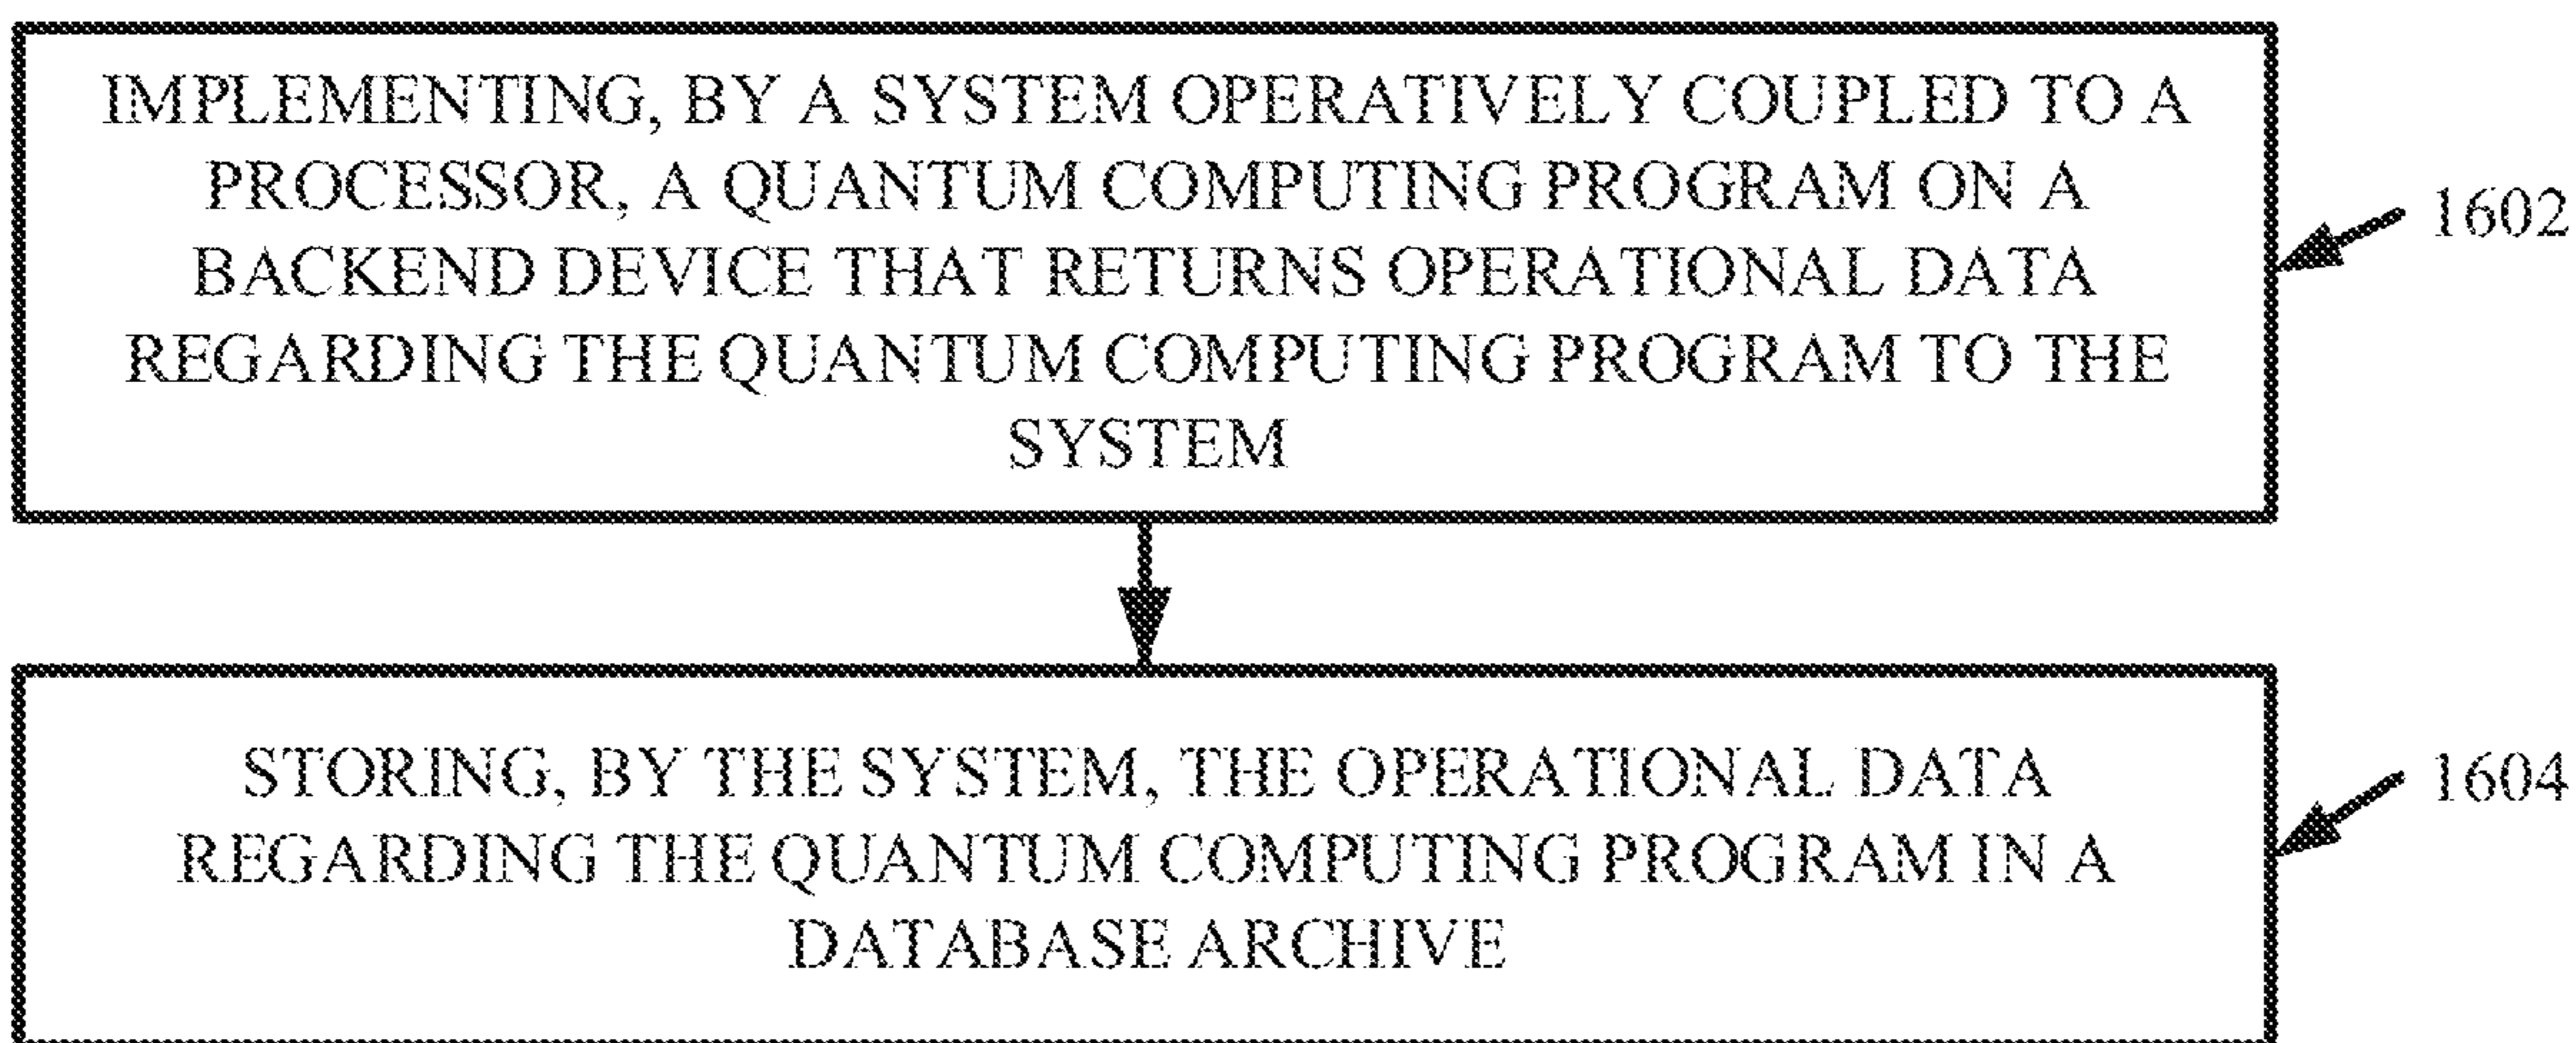 IMPLEMENTING, BY A SYSTEM OPERATIVELY COUPLED TO A
PROCESSOR, A QUANTUM COMPUTING PROGRAM ON A
BACKEND DEVICE THAT RETURNS OPERATIONAL DATA
REGARDING THE QUANTUM COMPUTING PROGRAM TO THE
SYSTEM
1602
STORING, BY THE SYSTEM, THE OPERATIONAL DATA
REGARDING THE QUANTUM COMPUTING PROGRAM IN A
DATABASE ARCHIVE
1604